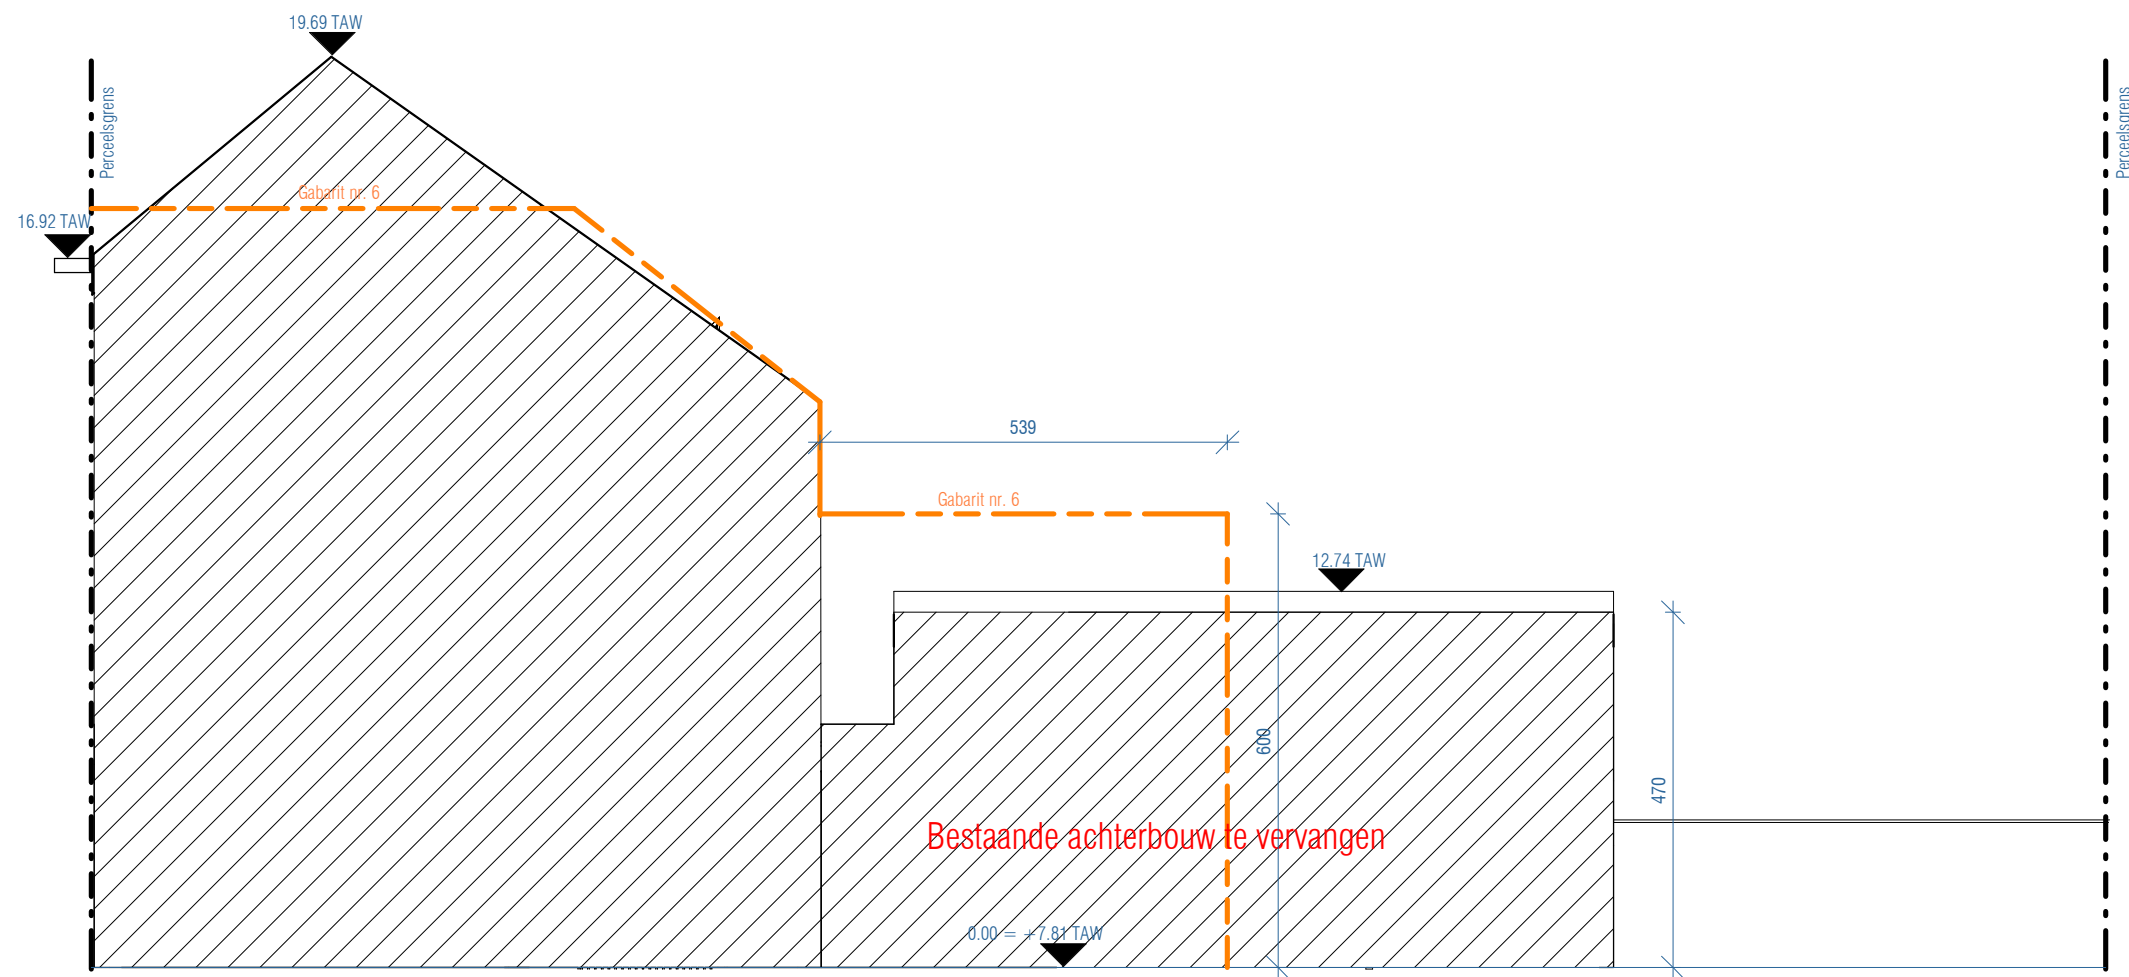 19.69 TAW
Perceelsgrens
Perceelsgrens
Gabarit nr. 6
16.92 TAW
539
Gabarit nr. 6
12.74 TAW
600
470
Bestaande achterbouw te vervangen
0.00 = +7.81 TAW